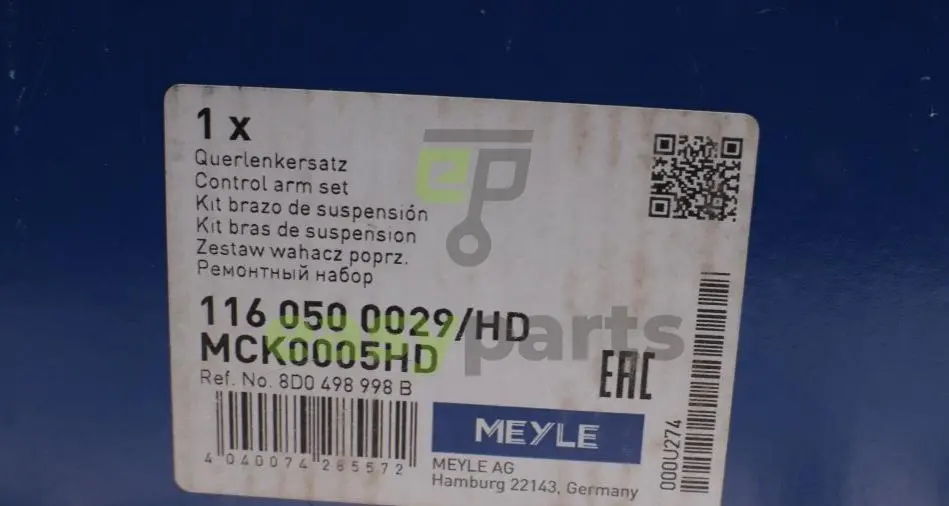 1 x
Querlenkersatz
Control arm set
Kit brazo de suspensión
Kit bras de suspension
Zestaw wahacz poprz.
Ремонтный набор
116 050 0029/HD
MCK0005HD
Ref. No. 8D0 498 998 B
4 040074 285572
MEYLE
MEYLE AG
Hamburg 22143, Germany
EAC
000U274
ep
parts